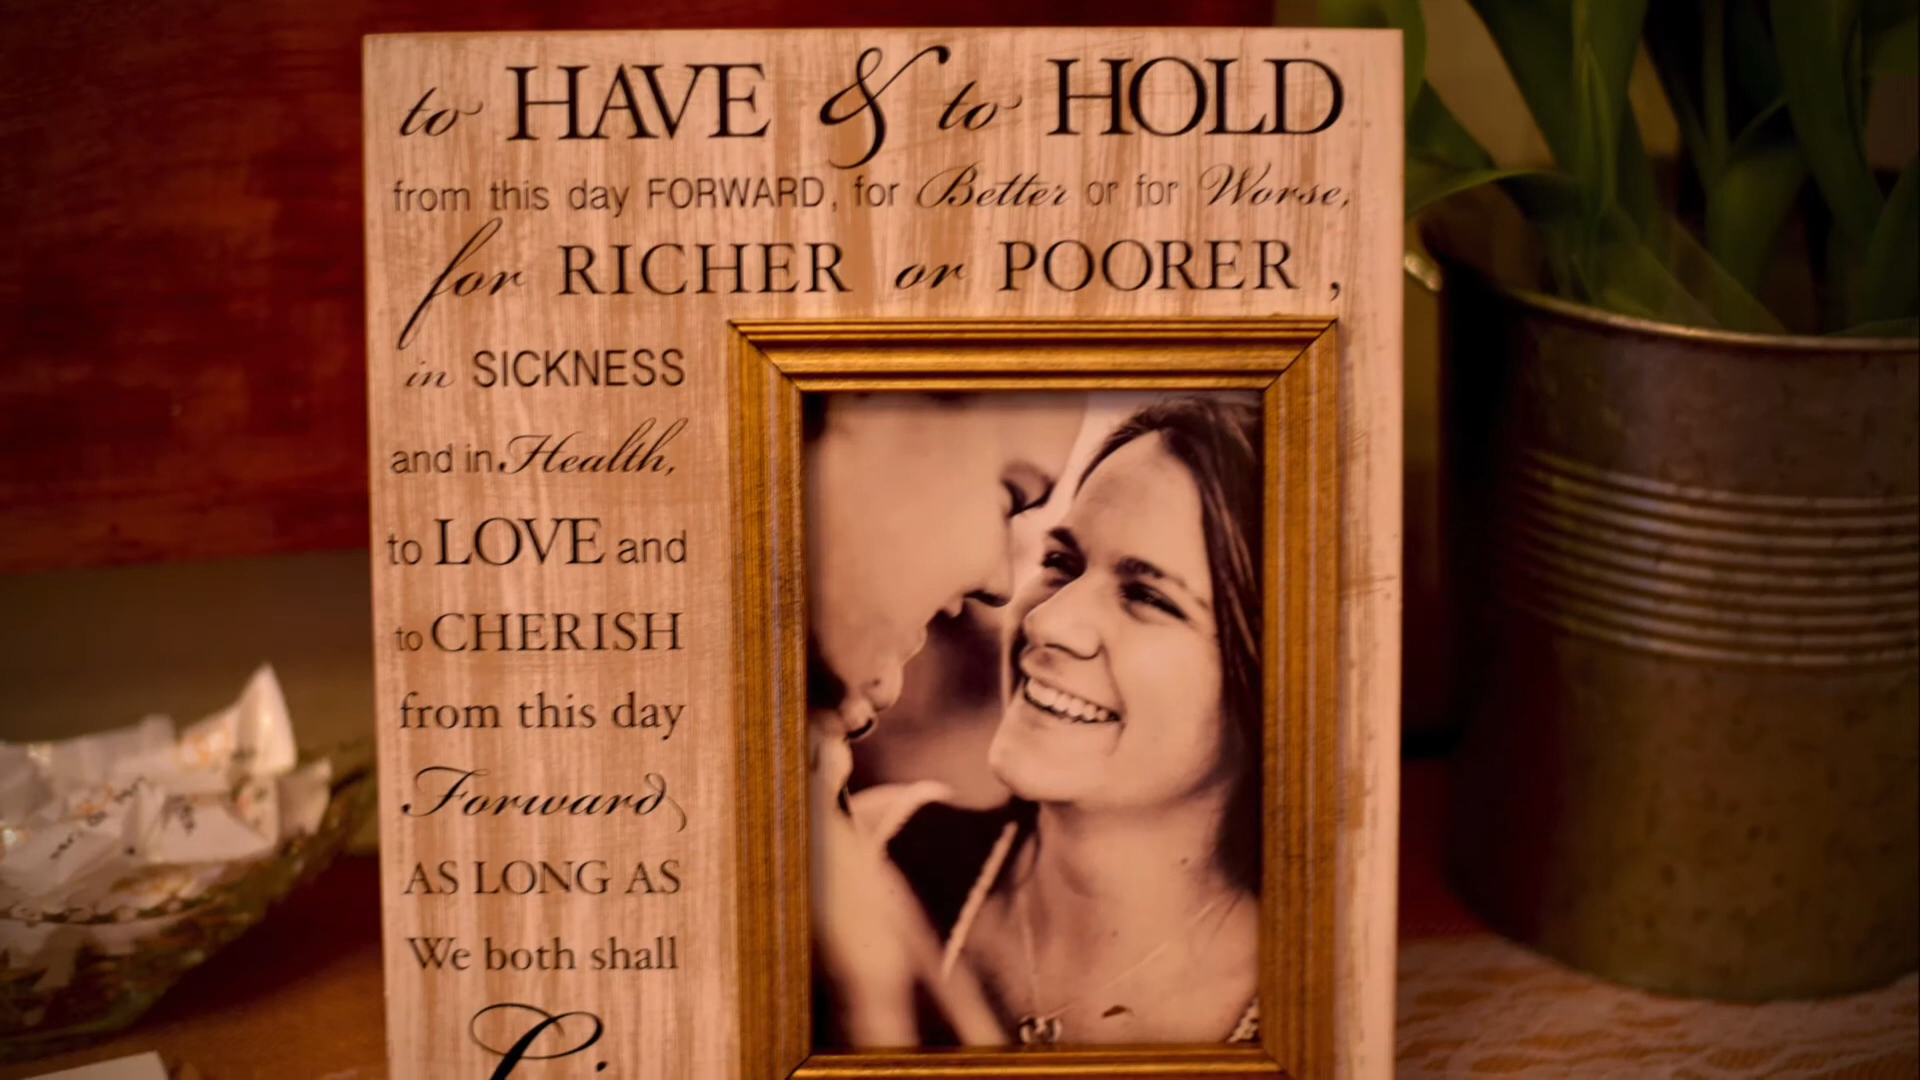 to HAVE & to HOLD
from this day FORWARD, for Better or for Worse,
for RICHER or POORER ,
in SICKNESS
and in Health,
to LOVE and
to CHERISH
from this day
Forward
AS LONG AS
We both shall